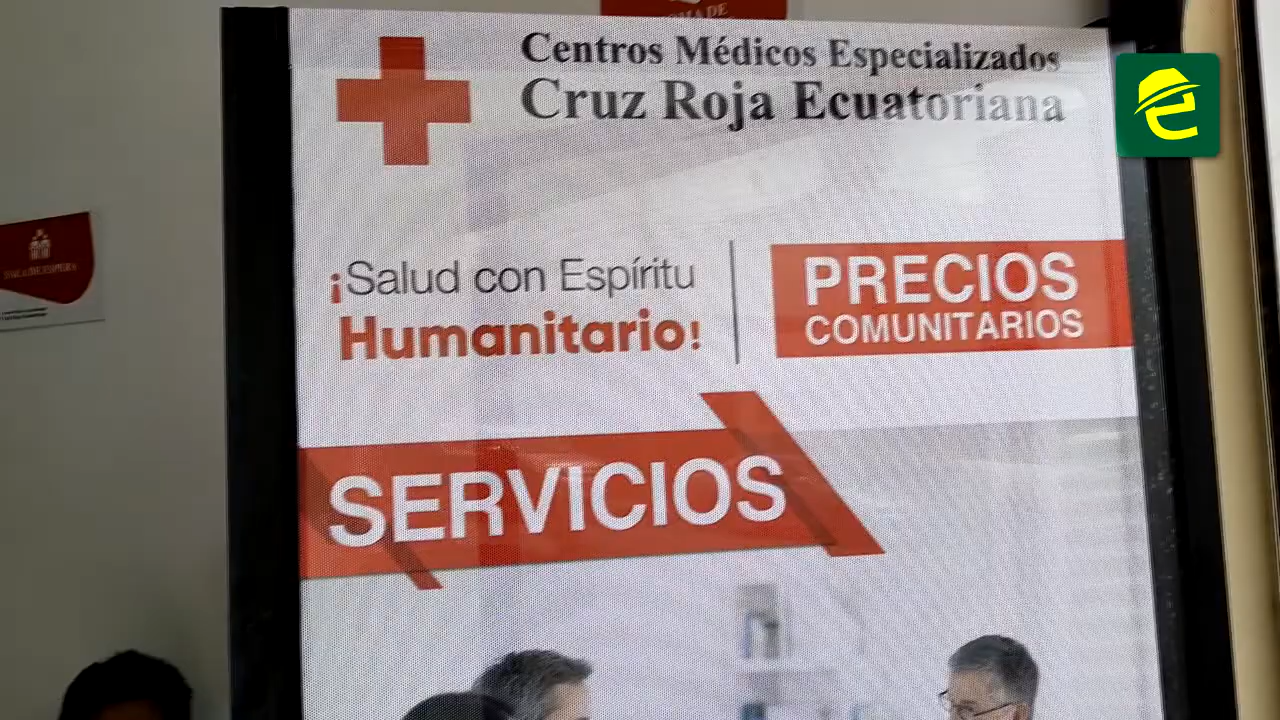 Centros Médicos Especializados
Cruz Roja Ecuatoriana
¡Salud con Espíritu
Humanitario!
PRECIOS
COMUNITARIOS
SERVICIOS